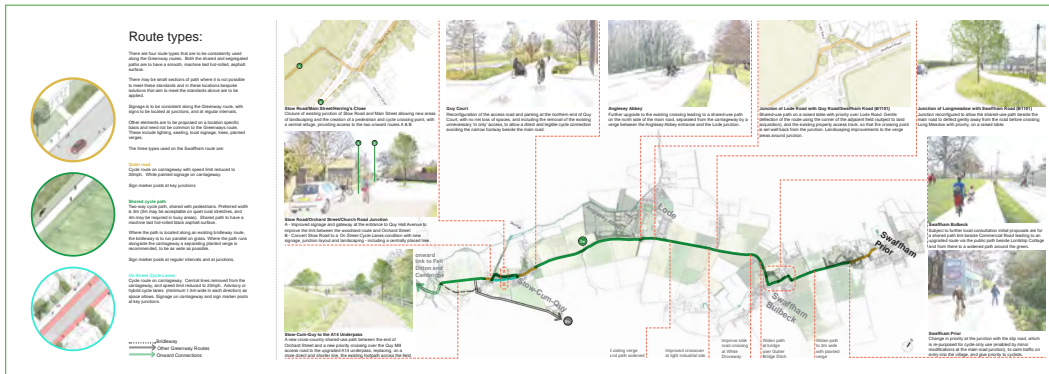 Route types:
There are four route types that are to be consistently used
along the Greenway routes. Both the shared and segregated
paths are to have a smooth, machine laid hot-rolled, asphalt
surface.
There may be small sections of path where it is not possible
to meet these standards and in these locations bespoke
solutions that aim to meet the standards above are to be
applied.
Signage is to be consistent along the Greenway route, with
signs to be located at junctions, and at regular intervals.
Other elements are to be proposed on a location specific
basis and need not be common to the Greenways route.
These include lighting, seating, local signage, trees, planted
verges.
The three types used on the Swaffham route are:
Quiet road
Cycle route on carriageway with speed limit reduced to
20mph. White painted signage on carriageway.
Sign marker posts at key junctions
Shared cycle path
Two-way cycle path, shared with pedestrians. Preferred width
is 3m (2m may be acceptable on quiet rural stretches, and
4m may be required in busy areas). Shared path to have a
machine laid hot-rolled black asphalt surface.
Where the path is located along an existing bridleway route,
the bridleway is to run parallel on grass. Where the path runs
alongside the carriageway a separating planted verge is
recommended, to be as wide as possible.
Sign marker posts at regular intervals and at junctions.
On Street Cycle Lanes
Cycle route on carriageway. Central lines removed from the
carriageway, and speed limit reduced to 20mph. Advisory or
hybrid cycle lanes (minimum 1.5m wide in each direction) as
space allows. Signage on carriageway and sign marker posts
at key junctions.
Bridleway
Other Greenway Routes
Onward Connections
Stow Road/Main Street/Herring's Close
Closure of existing junction of Stow Road and Main Street allowing new areas
of landscaping and the creation of a pedestrian and cycle crossing point, with
a central refuge, providing access to the two onward routes A & B
Stow Road/Orchard Street/Church Road Junction
A - Improved signage and gateway at the entrance to Quy Hall Avenue to
improve the link between the woodland route and Orchard Street
B - Convert Stow Road to a On Street Cycle Lanes condition with new
signage, junction layout and landscaping - including a centrally placed tree
Stow-Cum-Quy to the A14 Underpass
A new cross-country shared-use path between the end of
Orchard Street and a new priority crossing over the Quy Mill
access road to the upgraded A14 underpass, replacing, on a
more direct and shorter line, the existing footpath across the field.
Quy Court
Reconfiguration of the access road and parking at the northern end of Quy
Court, with no net loss of spaces, and including the removal of the existing
unnecessary 'in only' access, to allow a direct and legible cycle connection
avoiding the narrow footway beside the main road.
Anglesey Abbey
Further upgrade to the existing crossing leading to a shared-use path
on the north side of the main road, separated from the carriageway by a
verge between the Anglesey Abbey entrance and the Lode junction.
Junction of Lode Road with Quy Road/Swaffham Road (B1101)
Shared-use path on a raised table with priority over Lode Road. Gentle
deflection of the route using the corner of the adjacent field (subject to land
acquisition), and the existing property access track, so that the crossing point
is set well back from the junction. Landscaping improvements to the verge
areas around junction.
Junction of Longmeadow with Swaffham Road (B1101)
Junction reconfigured to allow the shared-use path beside the
main road to deflect gently away from the road before crossing
Long Meadow with priority, on a raised table.
Swaffham Bulbeck
Subject to further local consultation initial proposals are for
a shared path link beside Commercial Road leading to an
upgraded route via the public path beside Lordship Cottage
and from there to a widened path around the green.
Swaffham Prior
Change in priority at the junction with the slip road, which
is re-purposed for cycle only use (enabled by minor
modifications at the main road junction), to calm traffic on
entry into the village, and give priority to cyclists.
onward
link to Fen
Ditton and
Cambridge
Stow-Cum-Quy
Lode
Swaffham
Bulbeck
Swaffham
Prior
Improved crossover
at light industrial site
Improve side
road crossing
at White
Droveway
Widen path
at bridge
over Gutter
Bridge Ditch
Widen path
to 2m wide
with planted
verge